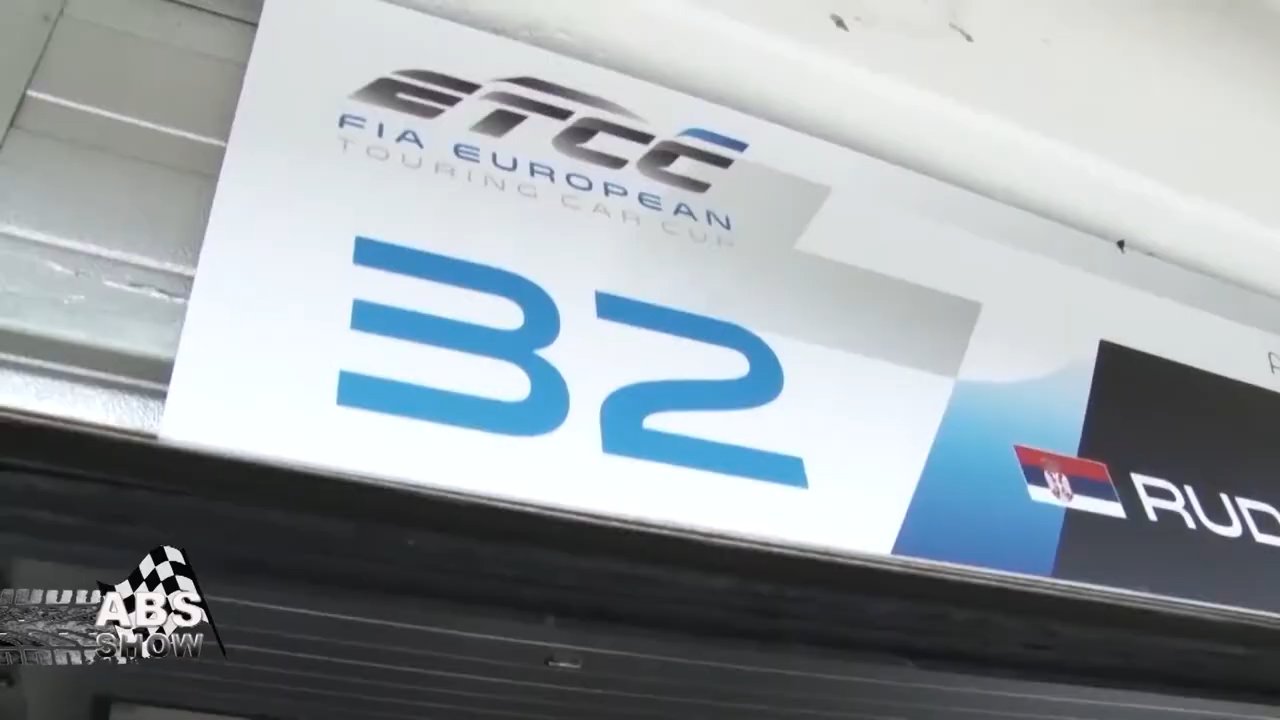 ETCC
FIA EUROPEAN
TOURING CAR CUP
32
RUD
ABS
SHOW